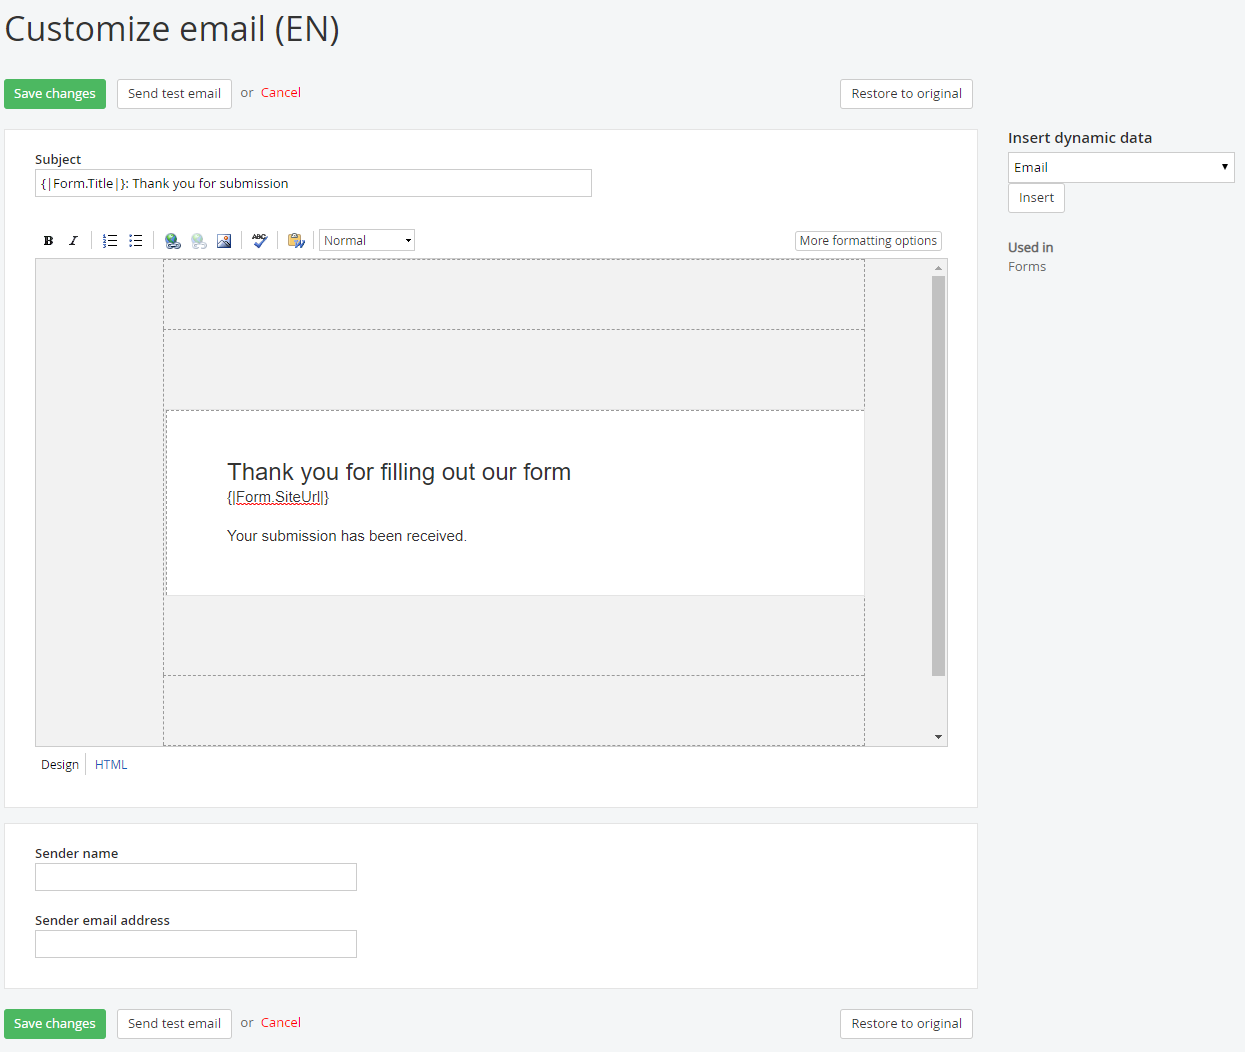 Customize email (EN)
Save changes Send test email or Cancel Restore to original
Insert dynamic data
Email
Insert
Used in
Forms
Subject
{|Form.Title|}: Thank you for submission
B I ABC Normal More formatting options
Thank you for filling out our form
{|Form.SiteUrl|}
Your submission has been received.
Design HTML
Sender name
Sender email address
Save changes Send test email or Cancel Restore to original